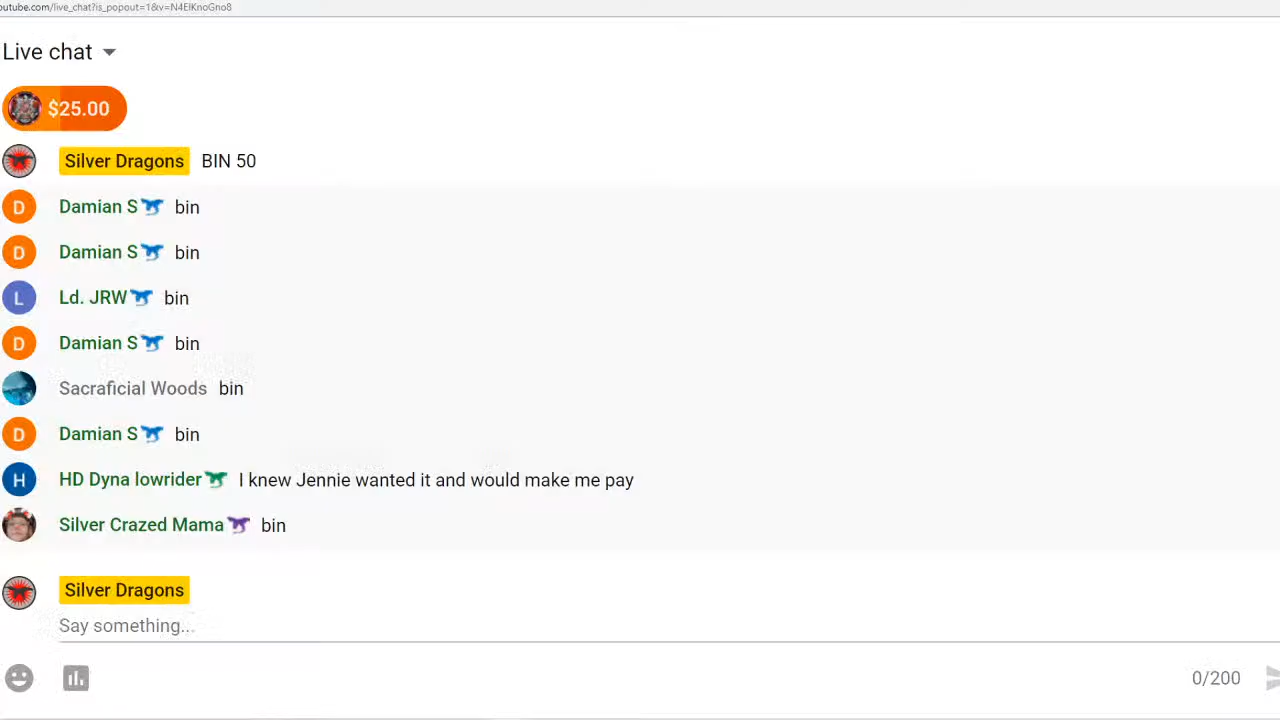 outube.com/live_chat?is_popout=1&v=N4ElKnoGno8
Live chat
$25.00
Silver Dragons BIN 50
D Damian S bin
D Damian S bin
L Ld. JRW bin
D Damian S bin
Sacraficial Woods bin
D Damian S bin
H HD Dyna lowrider I knew Jennie wanted it and would make me pay
Silver Crazed Mama bin
Silver Dragons
Say something...
0/200